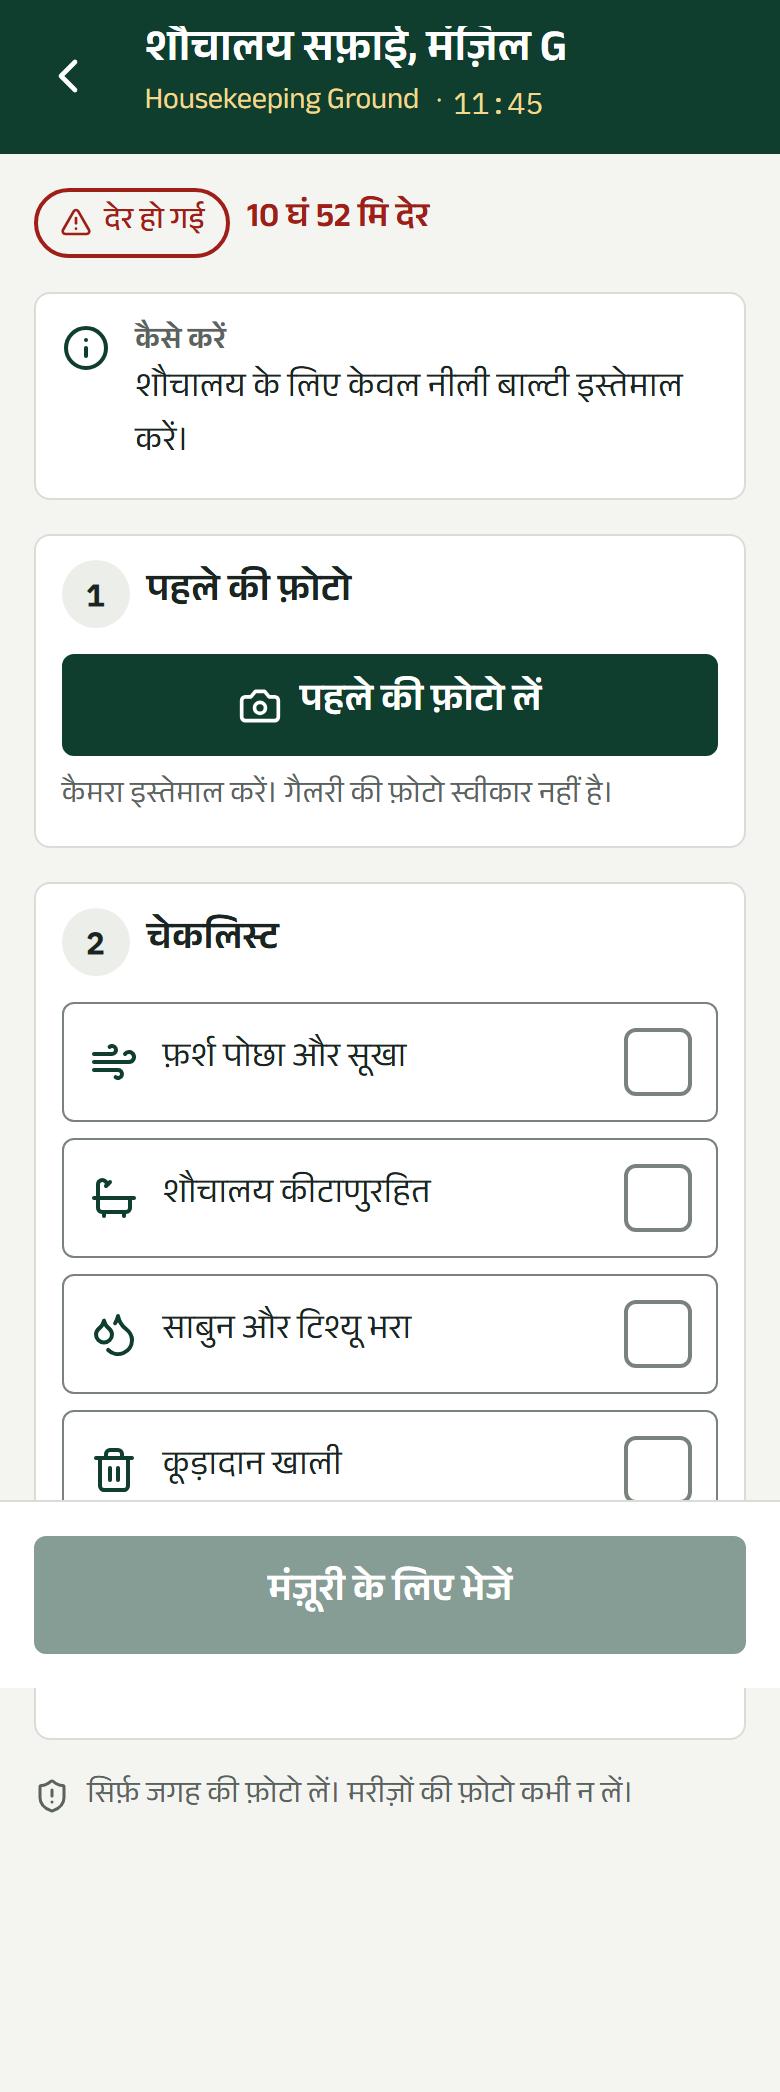 शौचालय सफ़ाई, मंज़िल G
Housekeeping Ground · 11:45
देर हो गई
10 घं 52 मि देर
कैसे करें
शौचालय के लिए केवल नीली बाल्टी इस्तेमाल
करें।
1 पहले की फ़ोटो
पहले की फ़ोटो लें
कैमरा इस्तेमाल करें। गैलरी की फ़ोटो स्वीकार नहीं है।
2 चेकलिस्ट
फ़र्श पोछा और सूखा
शौचालय कीटाणुरहित
साबुन और टिश्यू भरा
कूड़ादान खाली
मंज़ूरी के लिए भेजें
सिर्फ़ जगह की फ़ोटो लें। मरीज़ों की फ़ोटो कभी न लें।